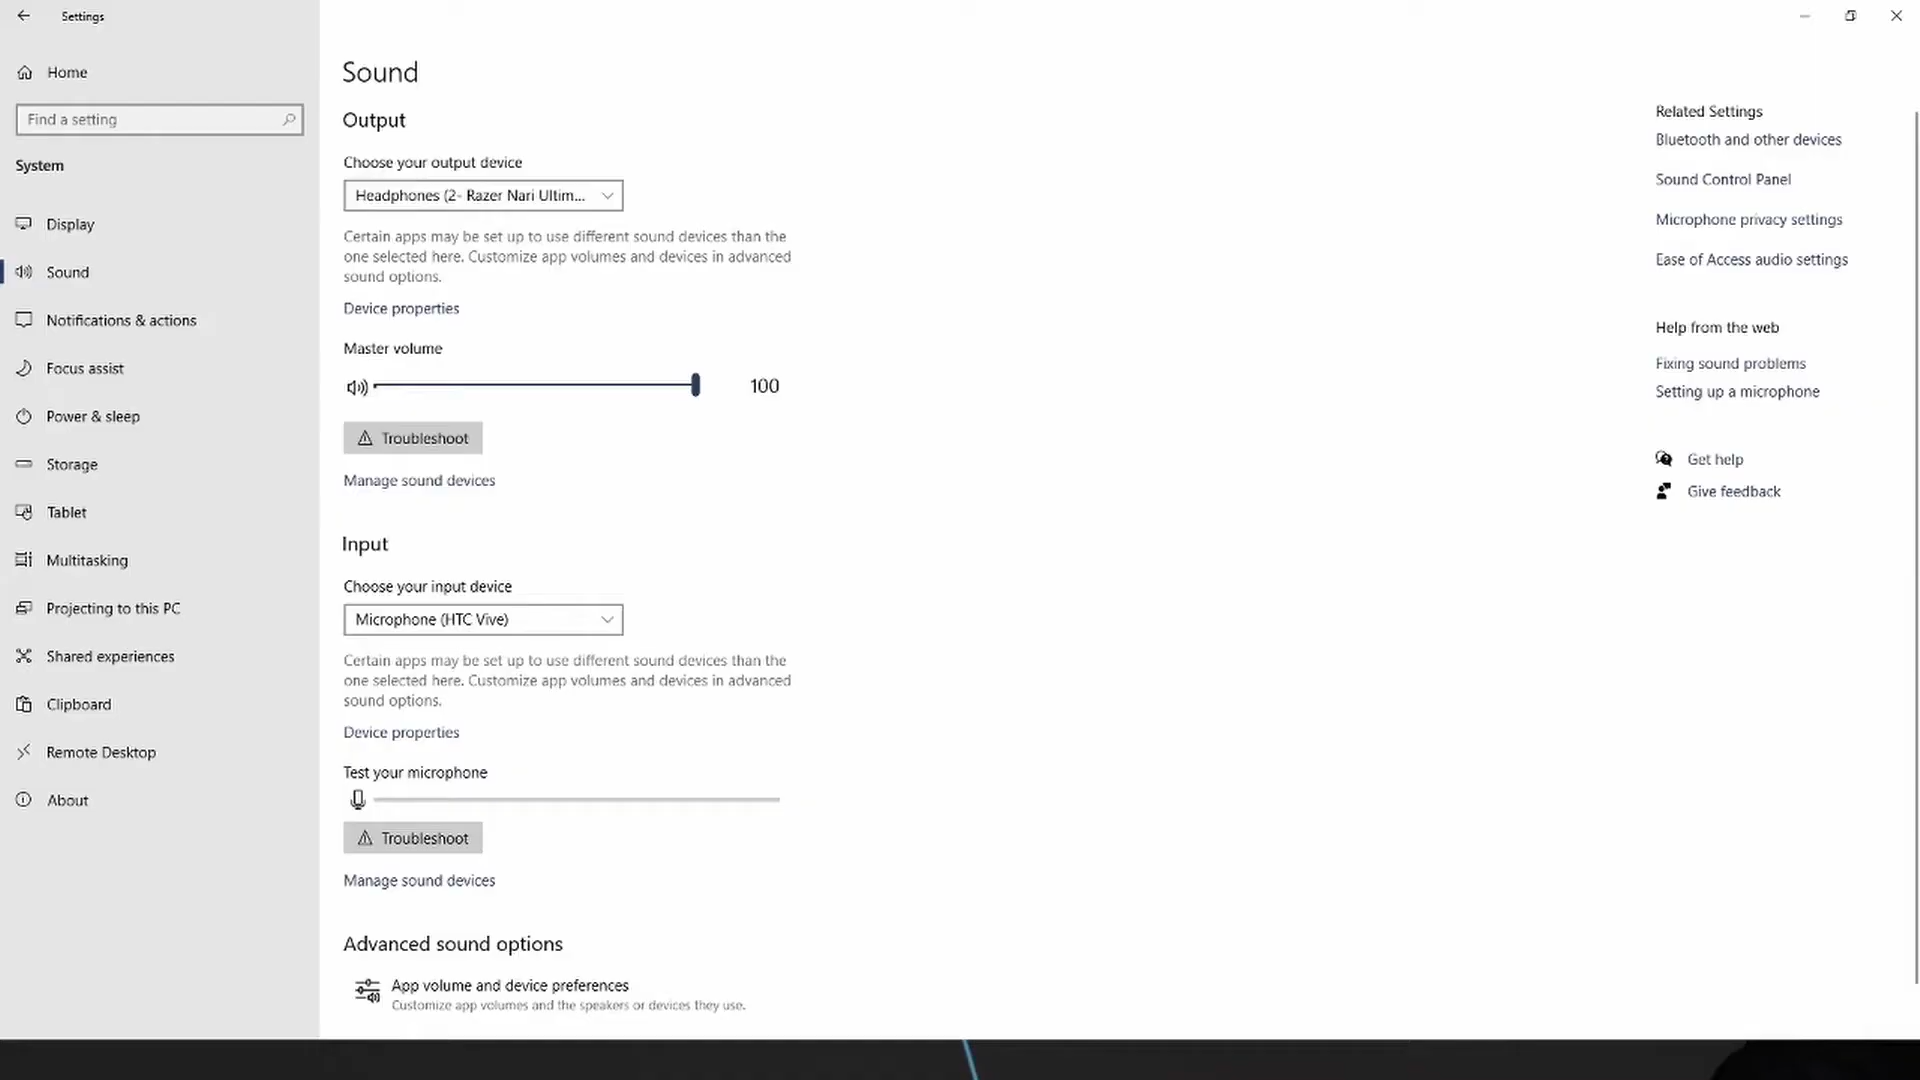 Settings
Home
Find a setting
System
Display
Sound
Notifications & actions
Focus assist
Power & sleep
Storage
Tablet
Multitasking
Projecting to this PC
Shared experiences
Clipboard
Remote Desktop
About
Sound
Output
Choose your output device
Headphones (2- Razer Nari Ultim...
Certain apps may be set up to use different sound devices than the
one selected here. Customize app volumes and devices in advanced
sound options.
Device properties
Master volume
100
Troubleshoot
Manage sound devices
Input
Choose your input device
Microphone (HTC Vive)
Certain apps may be set up to use different sound devices than the
one selected here. Customize app volumes and devices in advanced
sound options.
Device properties
Test your microphone
Troubleshoot
Manage sound devices
Advanced sound options
App volume and device preferences
Customize app volumes and the speakers or devices they use.
Related Settings
Bluetooth and other devices
Sound Control Panel
Microphone privacy settings
Ease of Access audio settings
Help from the web
Fixing sound problems
Setting up a microphone
Get help
Give feedback